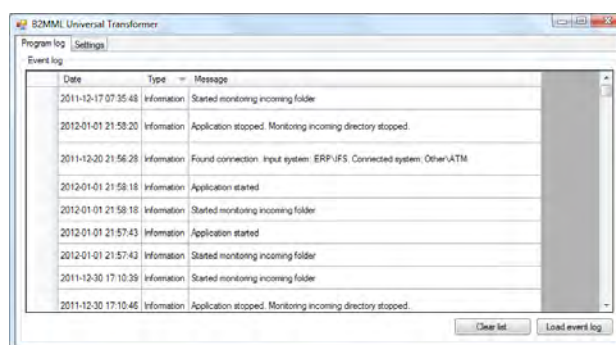 B2MML Universal Transformer
Program log Settings
Event log
Date Type Message
2011-12-17 07:35:48 Information Started monitoring incoming folder
2012-01-01 21:58:20 Information Application stopped. Monitoring incoming directory stopped.
2011-12-20 21:56:28 Information Found connection. Input system: ERP\IFS, Connected system: Other\ATM
2012-01-01 21:58:18 Information Application started
2012-01-01 21:58:18 Information Started monitoring incoming folder
2012-01-01 21:57:43 Information Application started
2012-01-01 21:57:43 Information Started monitoring incoming folder
2011-12-30 17:10:39 Information Started monitoring incoming folder
2011-12-30 17:10:46 Information Application stopped. Monitoring incoming directory stopped.
Clear list Load event log